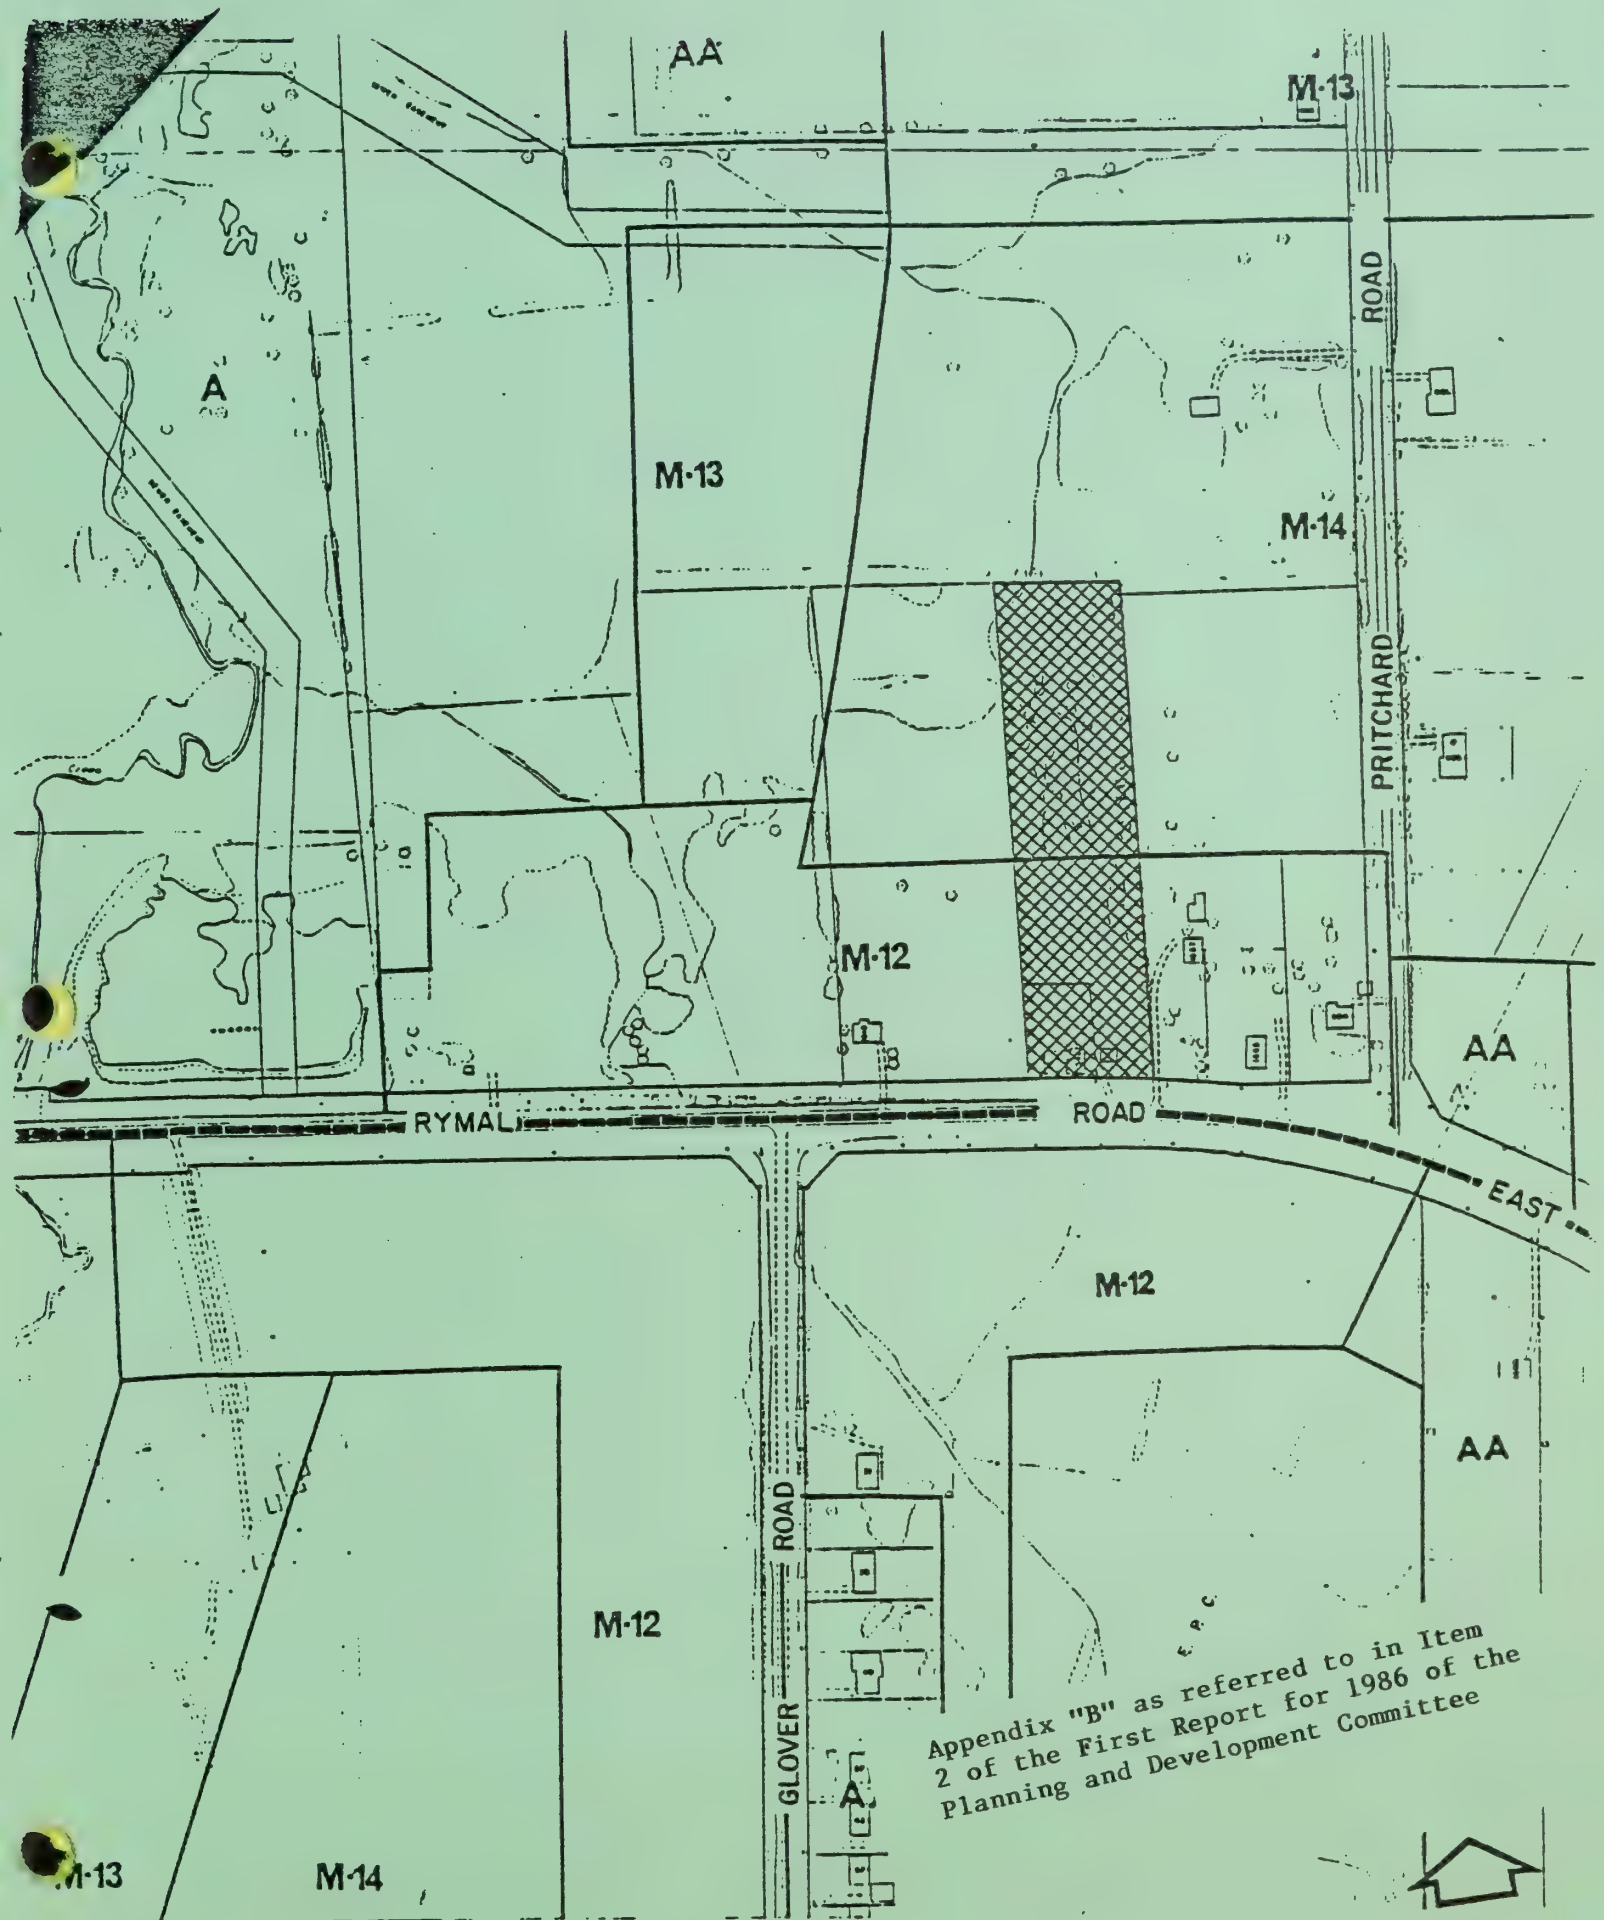 AA
M·13
ROAD
A
M·13
M·14
PRITCHARD
M·12
AA
RYMAL
ROAD
EAST
M·12
AA
ROAD
M·12
GLOVER
Appendix "B" as referred to in Item
2 of the First Report for 1986 of the
Planning and Development Committee
A
M·13
M·14